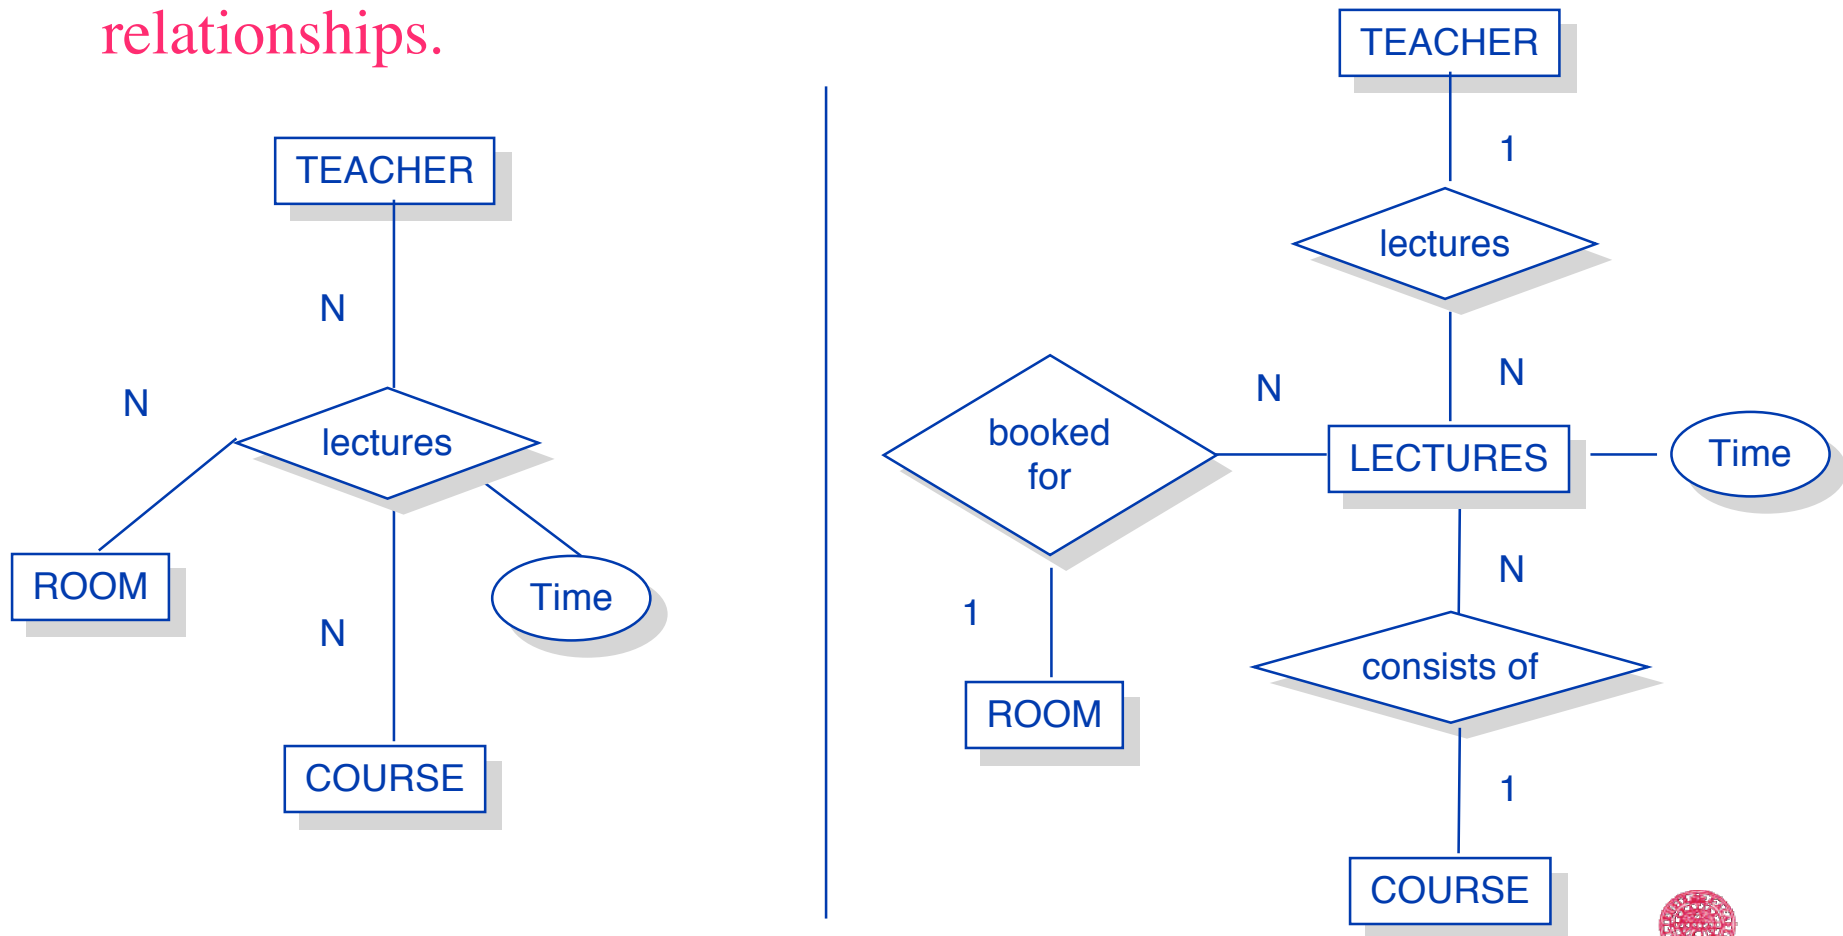 relationships.
TEACHER
N
N
lectures
ROOM
Time
N
COURSE
TEACHER
1
lectures
N
N
booked
for
LECTURES
Time
1
N
ROOM
consists of
1
COURSE